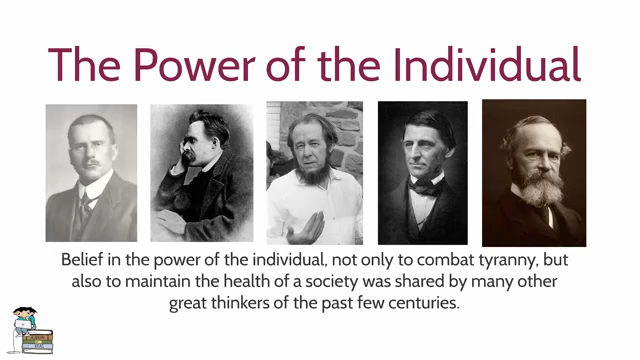 The Power of the Individual
Belief in the power of the individual, not only to combat tyranny, but
also to maintain the health of a society was shared by many other
great thinkers of the past few centuries.